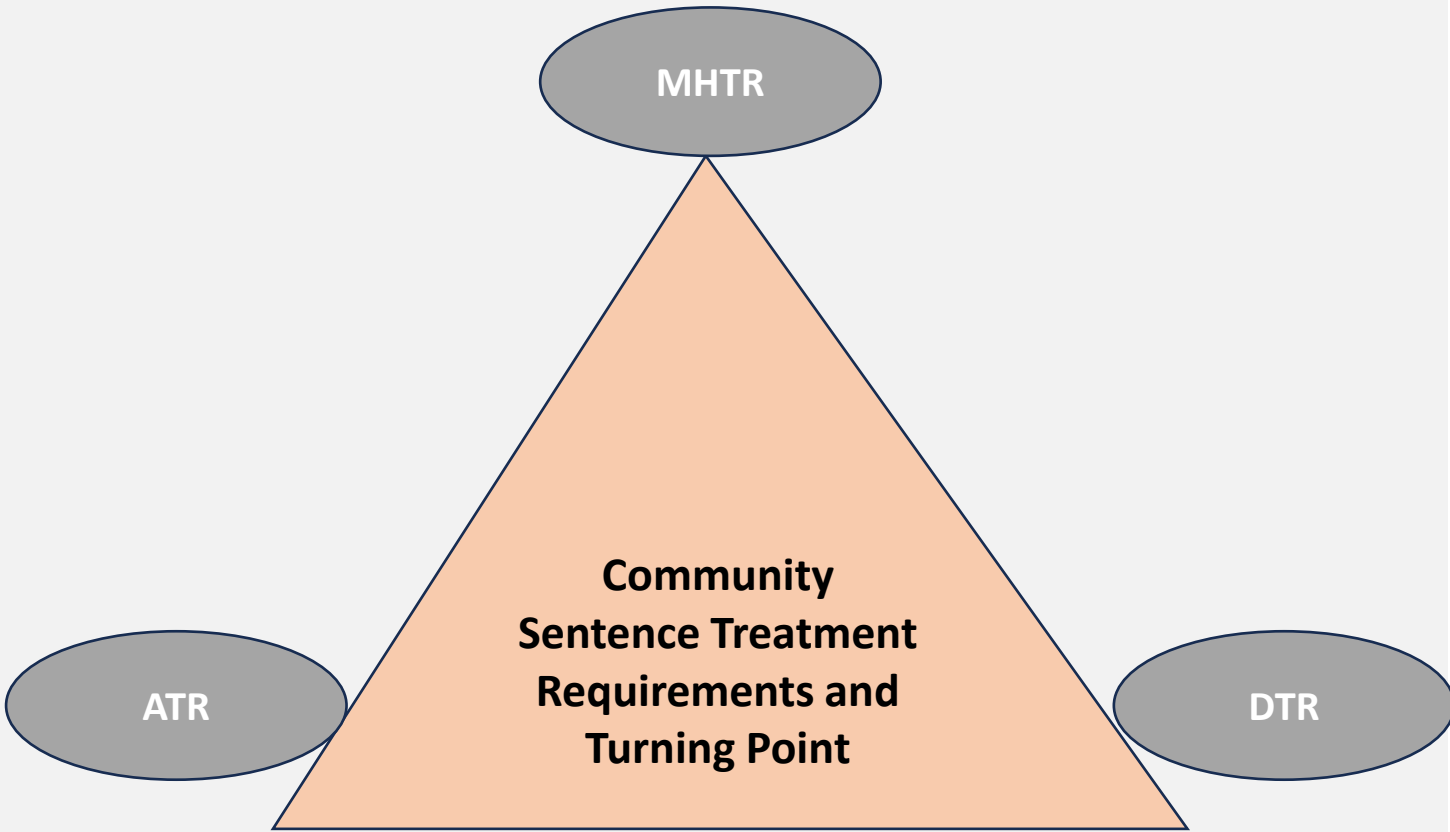 MHTR
Community
Sentence Treatment
Requirements and
Turning Point
ATR
DTR